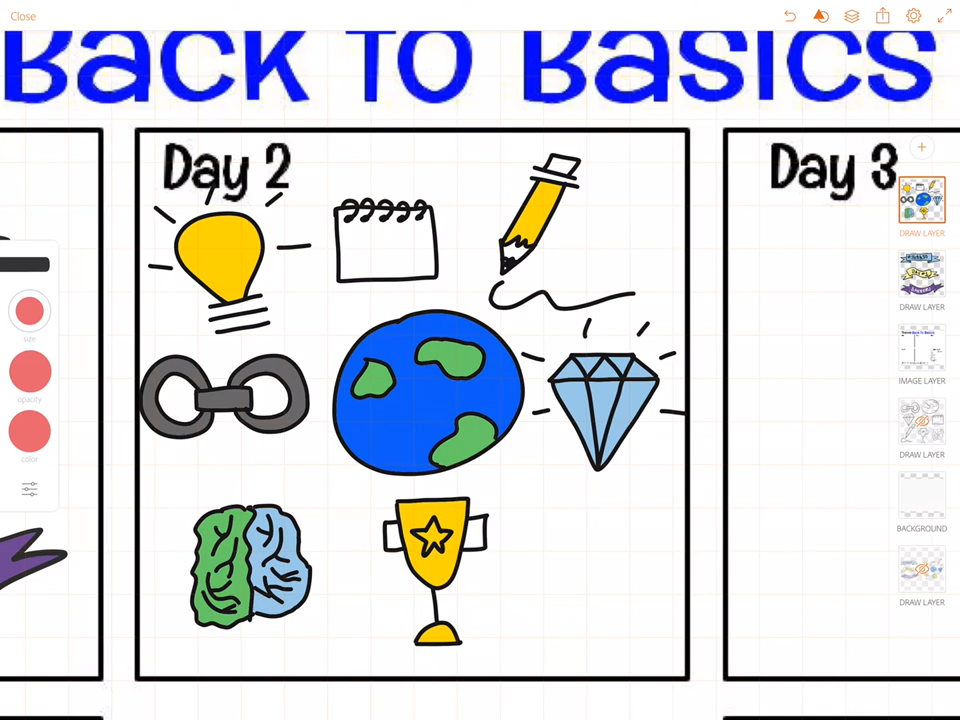 Close
Back To Basics
Day 2
Day 3
size
opacity
color
DRAW LAYER
DRAW LAYER
IMAGE LAYER
DRAW LAYER
BACKGROUND
DRAW LAYER